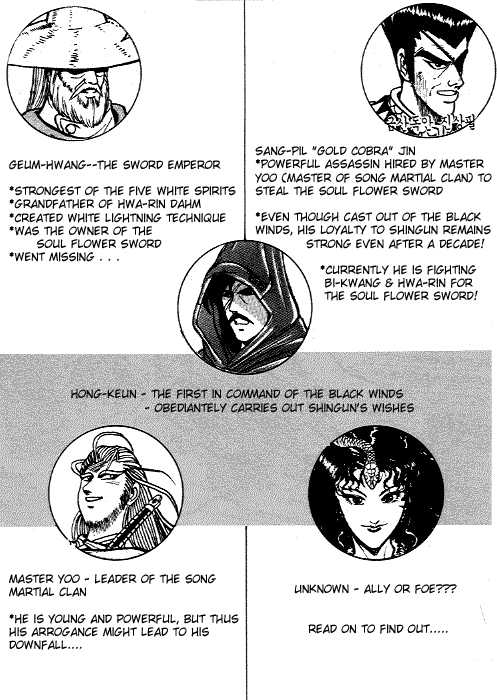 GEUM-HWANG--THE SWORD EMPEROR
*STRONGEST OF THE FIVE WHITE SPIRITS
*GRANDFATHER OF HWA-RIN DAHM
*CREATED WHITE LIGHTNING TECHNIQUE
*WAS THE OWNER OF THE
SOUL FLOWER SWORD
*WENT MISSING . . .
SANG-PIL "GOLD COBRA" JIN
*POWERFUL ASSASSIN HIRED BY MASTER
YOO (MASTER OF SONG MARTIAL CLAN) TO
STEAL THE SOUL FLOWER SWORD
*EVEN THOUGH CAST OUT OF THE BLACK
WINDS, HIS LOYALTY TO SHINGUN REMAINS
STRONG EVEN AFTER A DECADE!
*CURRENTLY HE IS FIGHTING
BI-KWANG & HWA-RIN FOR
THE SOUL FLOWER SWORD!
HONG-KEUN - THE FIRST IN COMMAND OF THE BLACK WINDS
- OBEDIANTELY CARRIES OUT SHINGUN'S WISHES
MASTER YOO - LEADER OF THE SONG
MARTIAL CLAN
*HE IS YOUNG AND POWERFUL, BUT THUS
HIS ARROGANCE MIGHT LEAD TO HIS
DOWNFALL....
UNKNOWN - ALLY OR FOE???
READ ON TO FIND OUT.....